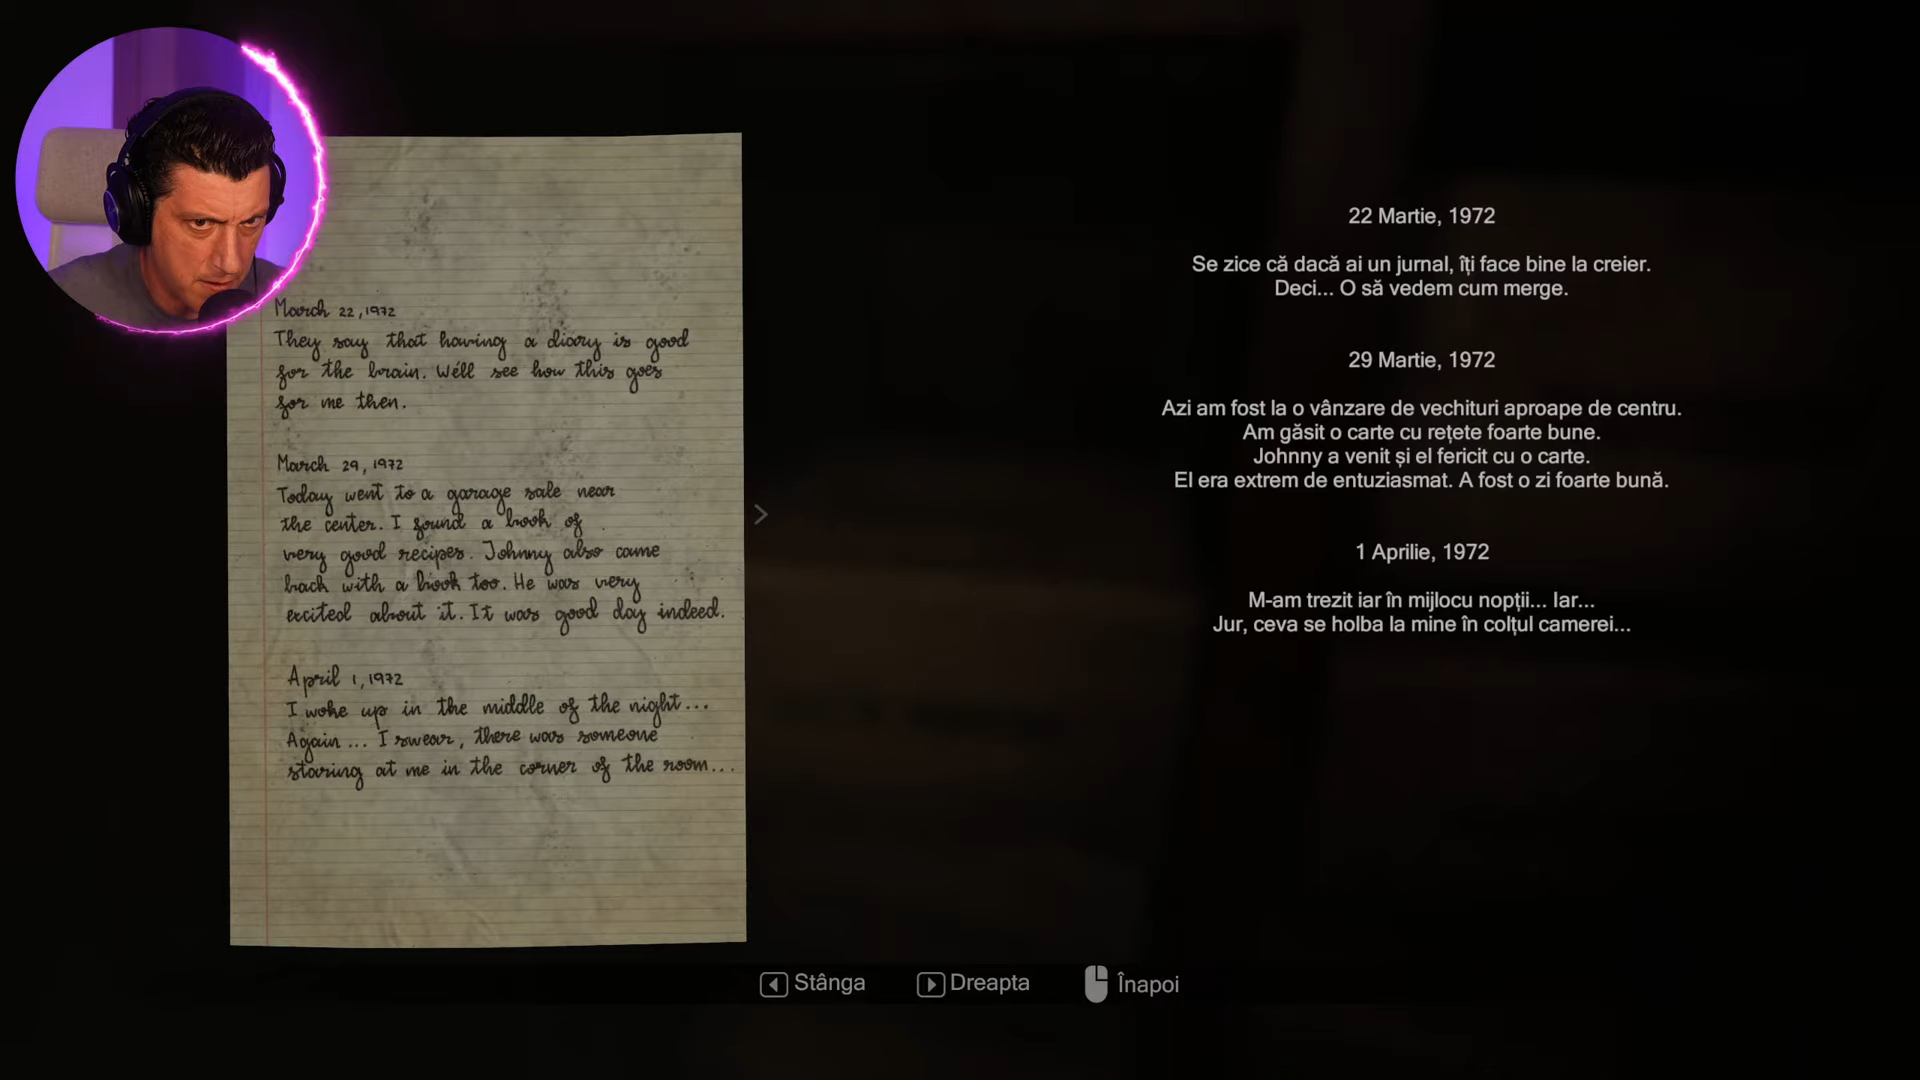 March 22, 1972
They say that having a diary is good
for the brain. We'll see how this goes
for me then.
March 29, 1972
Today went to a garage sale near
the center. I found a book of
very good recipes. Johnny also came
back with a book too. He was very
excited about it. It was good day indeed.
April 1, 1972
I woke up in the middle of the night...
Again... I swear, there was someone
staring at me in the corner of the room...
22 Martie, 1972
Se zice că dacă ai un jurnal, îți face bine la creier.
Deci... O să vedem cum merge.
29 Martie, 1972
Azi am fost la o vânzare de vechituri aproape de centru.
Am găsit o carte cu rețete foarte bune.
Johnny a venit și el fericit cu o carte.
El era extrem de entuziasmat. A fost o zi foarte bună.
1 Aprilie, 1972
M-am trezit iar în mijlocu nopții... Iar...
Jur, ceva se holba la mine în colțul camerei...
Stânga Dreapta Înapoi